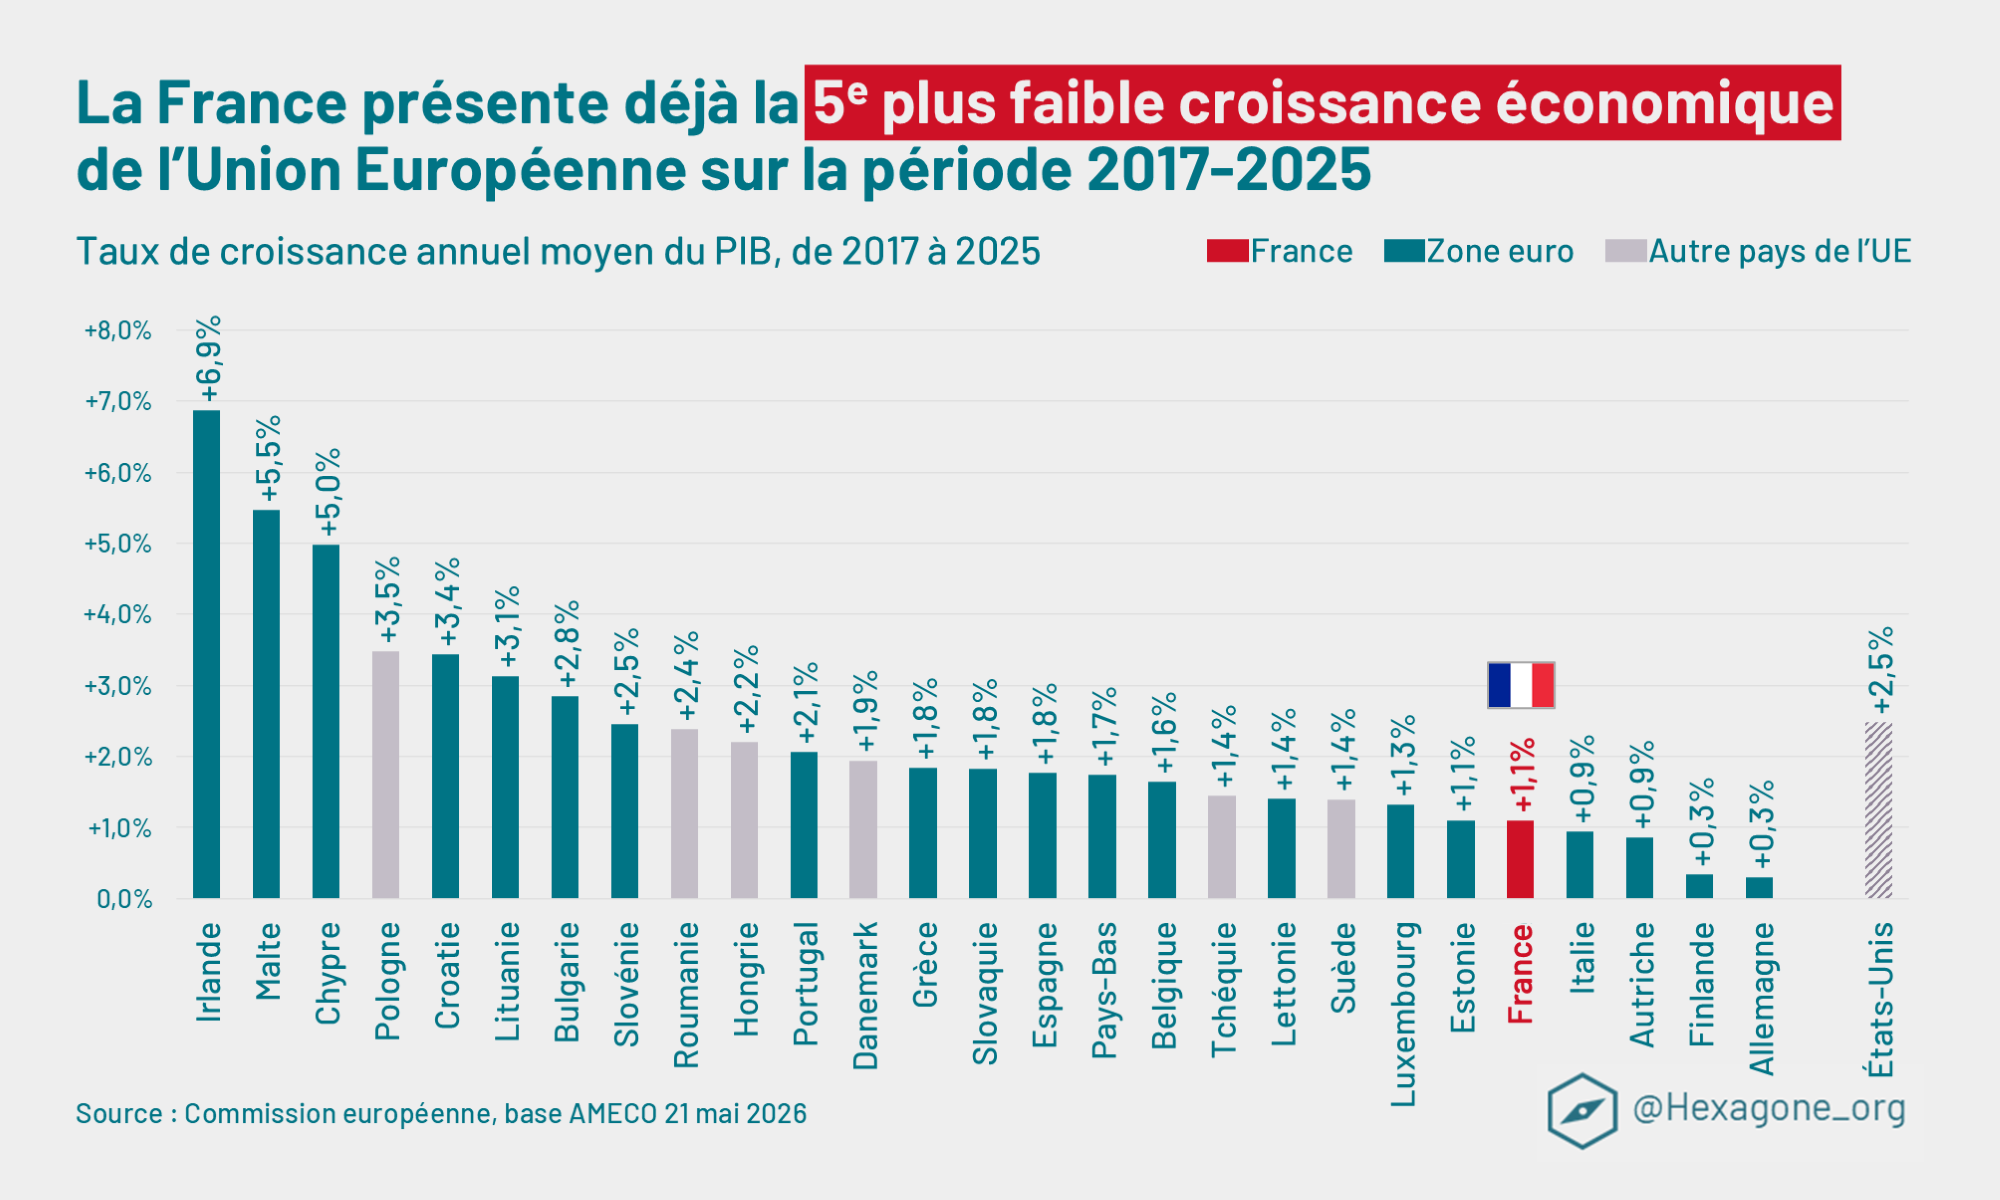 La France présente déjà la 5e plus faible croissance économique
de l’Union Européenne sur la période 2017-2025
Taux de croissance annuel moyen du PIB, de 2017 à 2025
France
Zone euro
Autre pays de l’UE
+8,0%
+7,0%
+6,0%
+5,0%
+4,0%
+3,0%
+2,0%
+1,0%
0,0%
+6,9%
+5,5%
+5,0%
+3,5%
+3,4%
+3,1%
+2,8%
+2,5%
+2,4%
+2,2%
+2,1%
+1,9%
+1,8%
+1,8%
+1,8%
+1,7%
+1,6%
+1,4%
+1,4%
+1,4%
+1,3%
+1,1%
+1,1%
+0,9%
+0,9%
+0,3%
+0,3%
+2,5%
Irlande
Malte
Chypre
Pologne
Croatie
Lituanie
Bulgarie
Slovénie
Roumanie
Hongrie
Portugal
Danemark
Grèce
Slovaquie
Espagne
Pays-Bas
Belgique
Tchéquie
Lettonie
Suède
Luxembourg
Estonie
France
Italie
Autriche
Finlande
Allemagne
États-Unis
Source : Commission européenne, base AMECO 21 mai 2026
@Hexagone_org